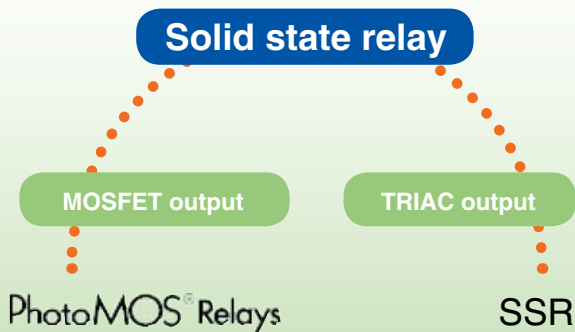 Solid state relay
MOSFET output
TRIAC output
PhotoMOS® Relays
SSR